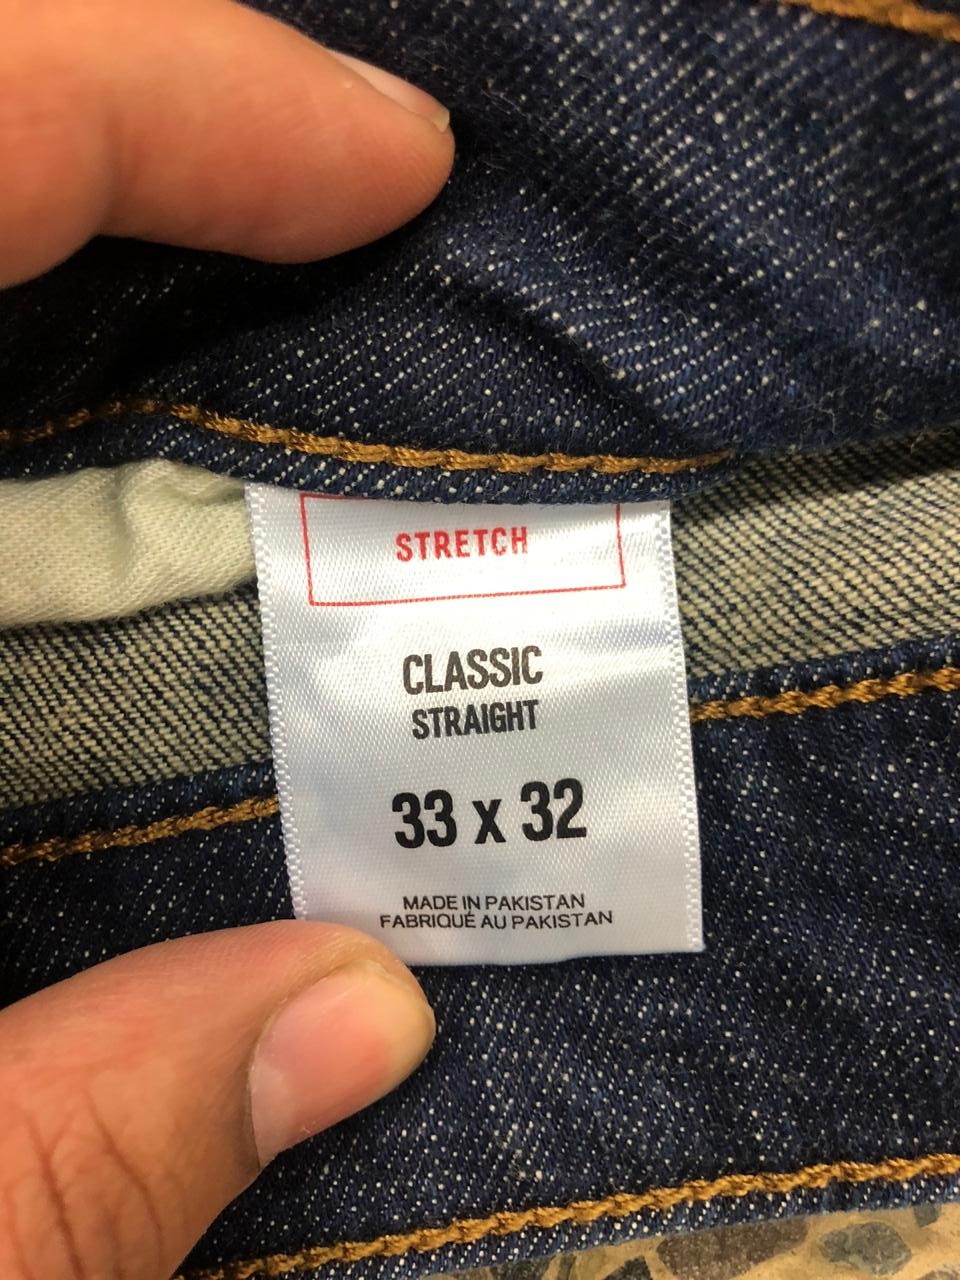 STRETCH
CLASSIC
STRAIGHT
33 x 32
MADE IN PAKISTAN
FABRIQUÉ AU PAKISTAN